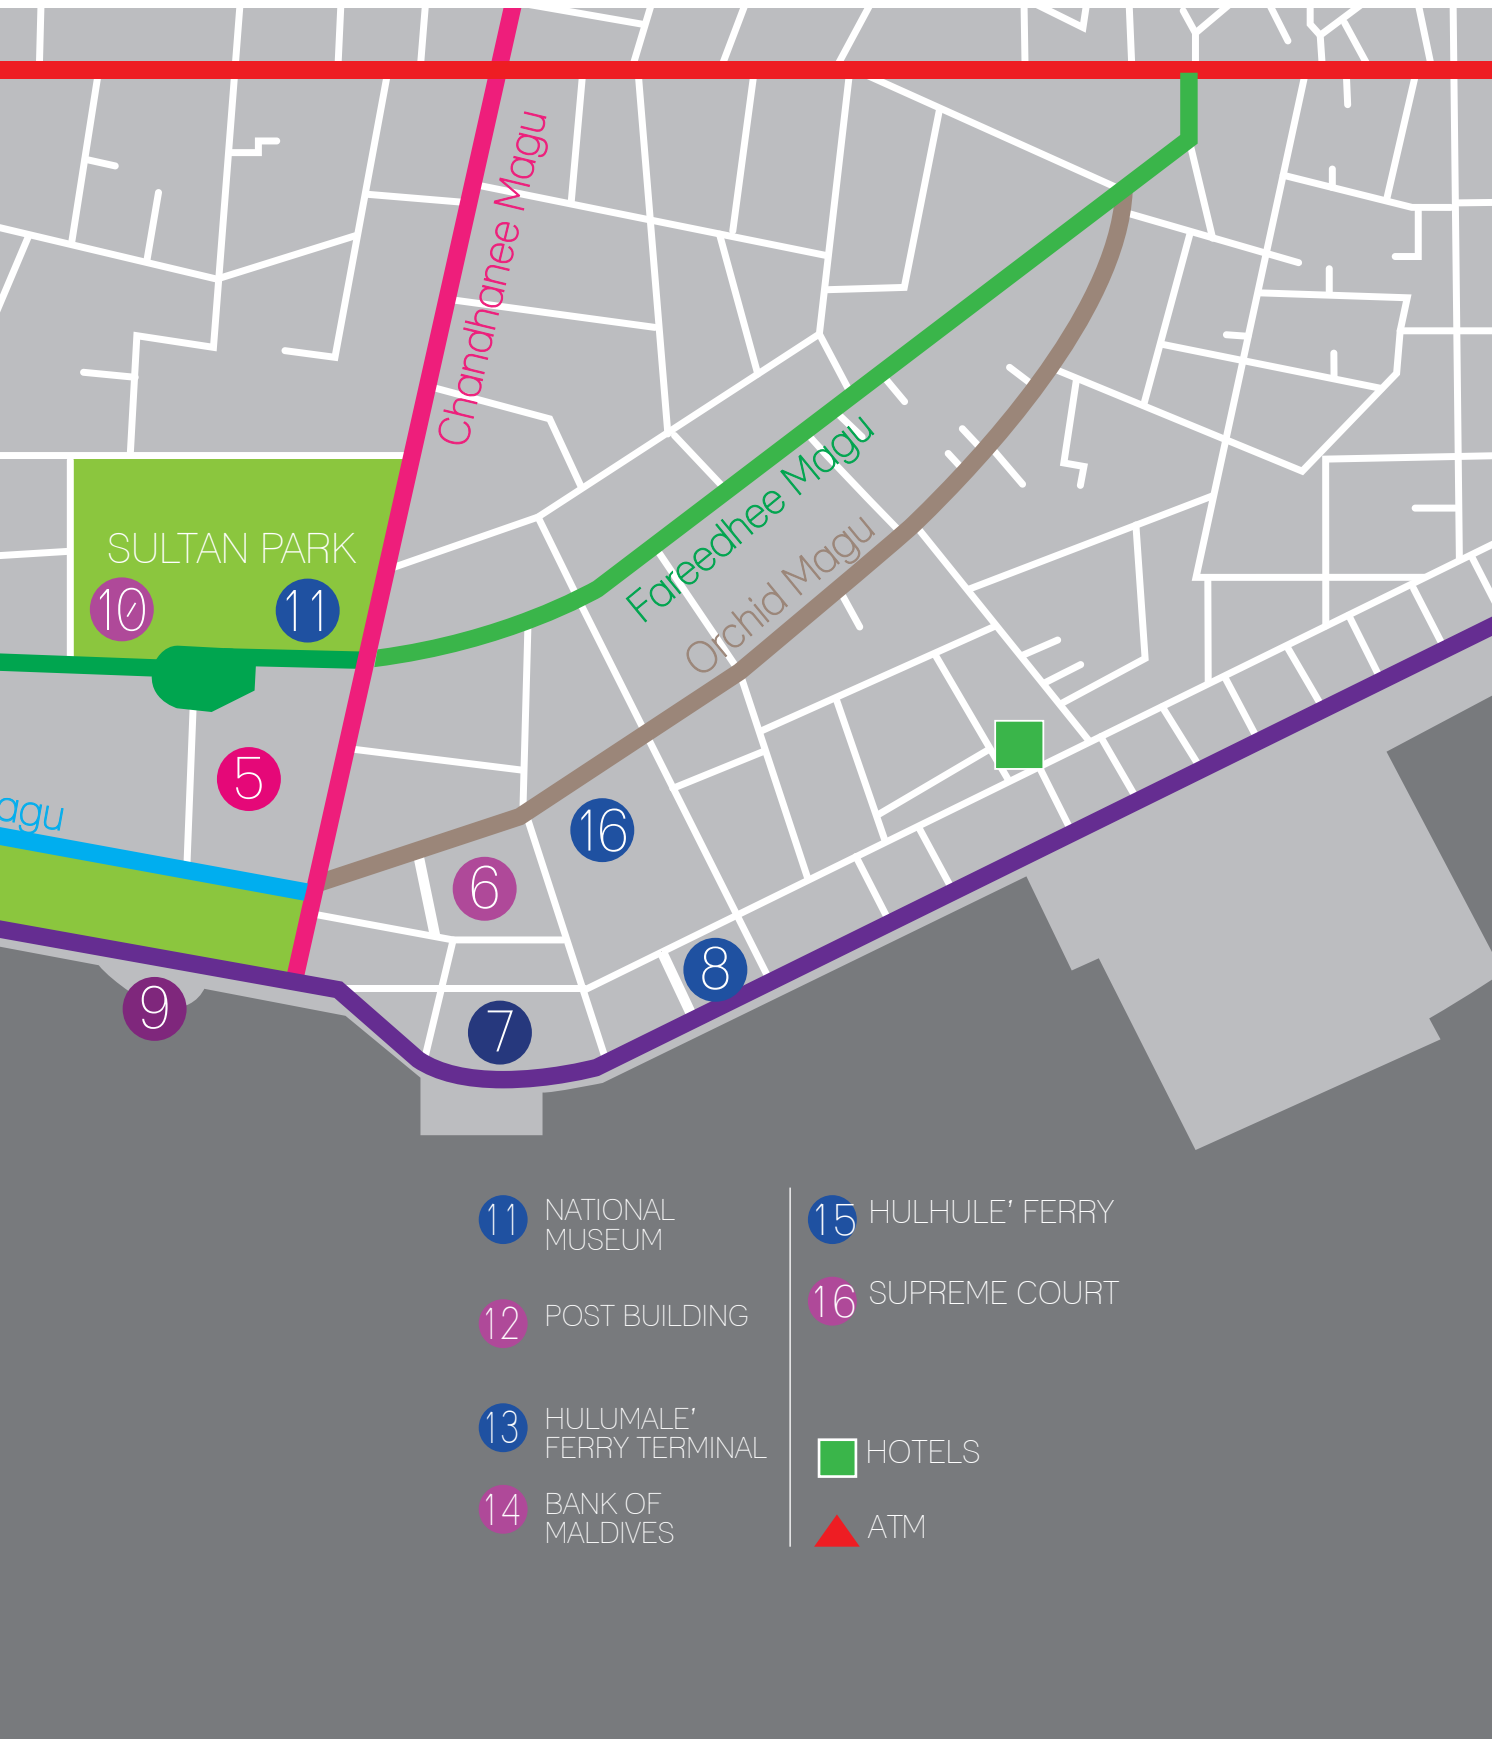 Chandhanee Magu
Fareedhee Magu
Orchid Magu
SULTAN PARK
10
11
5
agu
16
6
8
9
7
11 NATIONAL
MUSEUM
12 POST BUILDING
13 HULUMALE’
FERRY TERMINAL
14 BANK OF
MALDIVES
15 HULHULE’ FERRY
16 SUPREME COURT
HOTELS
ATM